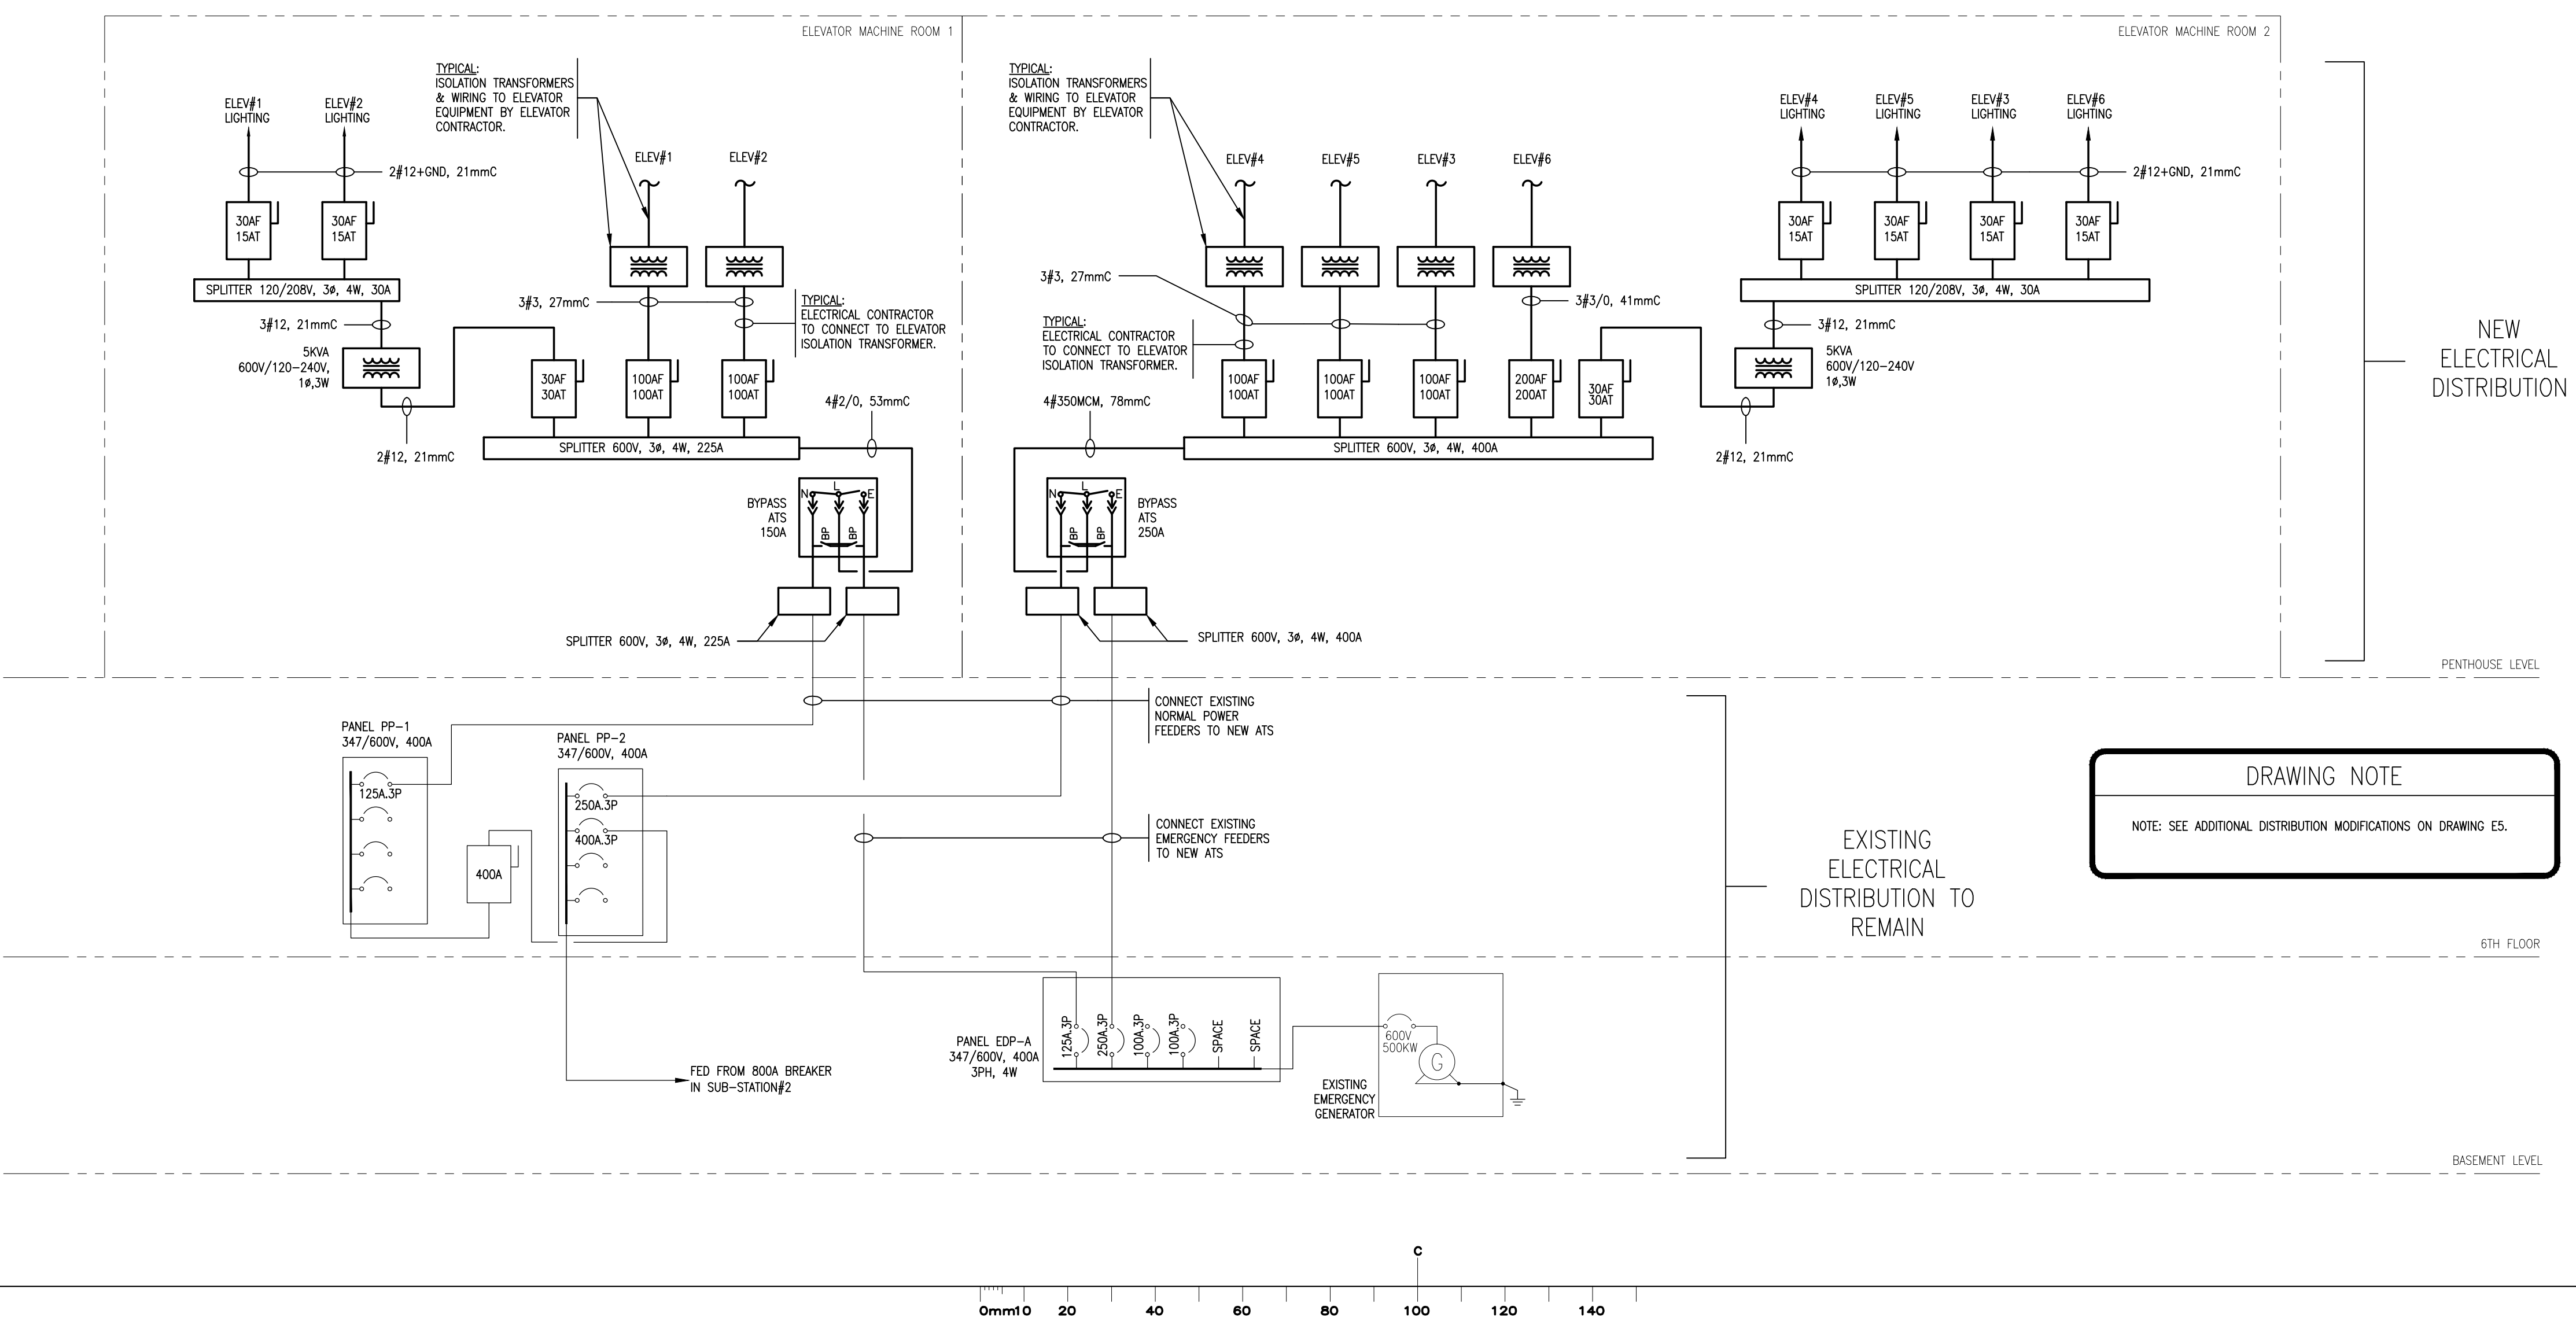 ELEVATOR MACHINE ROOM 1
ELEVATOR MACHINE ROOM 2
ELEV#1
LIGHTING
ELEV#2
LIGHTING
2#12+GND, 21mmC
30AF
15AT
30AF
15AT
SPLITTER 120/208V, 3ø, 4W, 30A
3#12, 21mmC
5KVA
600V/120-240V,
1ø,3W
2#12, 21mmC
TYPICAL:
ISOLATION TRANSFORMERS
& WIRING TO ELEVATOR
EQUIPMENT BY ELEVATOR
CONTRACTOR.
ELEV#1
ELEV#2
3#3, 27mmC
TYPICAL:
ELECTRICAL CONTRACTOR
TO CONNECT TO ELEVATOR
ISOLATION TRANSFORMER.
30AF
30AT
100AF
100AT
100AF
100AT
4#2/0, 53mmC
SPLITTER 600V, 3ø, 4W, 225A
BYPASS
ATS
150A
N
L
E
BP
BP
SPLITTER 600V, 3ø, 4W, 225A
TYPICAL:
ISOLATION TRANSFORMERS
& WIRING TO ELEVATOR
EQUIPMENT BY ELEVATOR
CONTRACTOR.
ELEV#4
ELEV#5
ELEV#3
ELEV#6
3#3, 27mmC
3#3/0, 41mmC
TYPICAL:
ELECTRICAL CONTRACTOR
TO CONNECT TO ELEVATOR
ISOLATION TRANSFORMER.
100AF
100AT
100AF
100AT
100AF
100AT
200AF
200AT
30AF
30AT
4#350MCM, 78mmC
SPLITTER 600V, 3ø, 4W, 400A
N
L
E
BP
BP
BYPASS
ATS
250A
SPLITTER 600V, 3ø, 4W, 400A
ELEV#4
LIGHTING
ELEV#5
LIGHTING
ELEV#3
LIGHTING
ELEV#6
LIGHTING
2#12+GND, 21mmC
30AF
15AT
30AF
15AT
30AF
15AT
30AF
15AT
SPLITTER 120/208V, 3ø, 4W, 30A
3#12, 21mmC
5KVA
600V/120-240V
1ø,3W
2#12, 21mmC
NEW
ELECTRICAL
DISTRIBUTION
PENTHOUSE LEVEL
CONNECT EXISTING
NORMAL POWER
FEEDERS TO NEW ATS
PANEL PP-1
347/600V, 400A
125A.3P
400A
PANEL PP-2
347/600V, 400A
250A.3P
400A.3P
CONNECT EXISTING
EMERGENCY FEEDERS
TO NEW ATS
EXISTING
ELECTRICAL
DISTRIBUTION TO
REMAIN
DRAWING NOTE
NOTE: SEE ADDITIONAL DISTRIBUTION MODIFICATIONS ON DRAWING E5.
6TH FLOOR
FED FROM 800A BREAKER
IN SUB-STATION#2
PANEL EDP-A
347/600V, 400A
3PH, 4W
125A.3P
250A.3P
100A.3P
100A.3P
SPACE
SPACE
600V
500KW
G
EXISTING
EMERGENCY
GENERATOR
BASEMENT LEVEL
C
0mm10 20 40 60 80 100 120 140